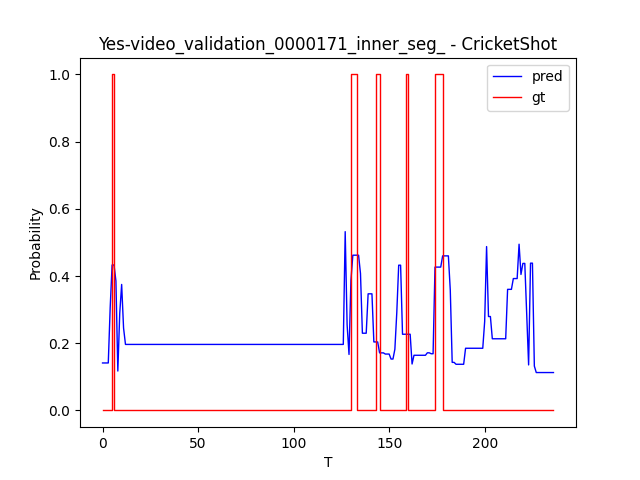 Yes-video_validation_0000171_inner_seg_ - CricketShot
pred
gt
1.0
0.8
0.6
0.4
0.2
0.0
Probability
0
50
100
150
200
T